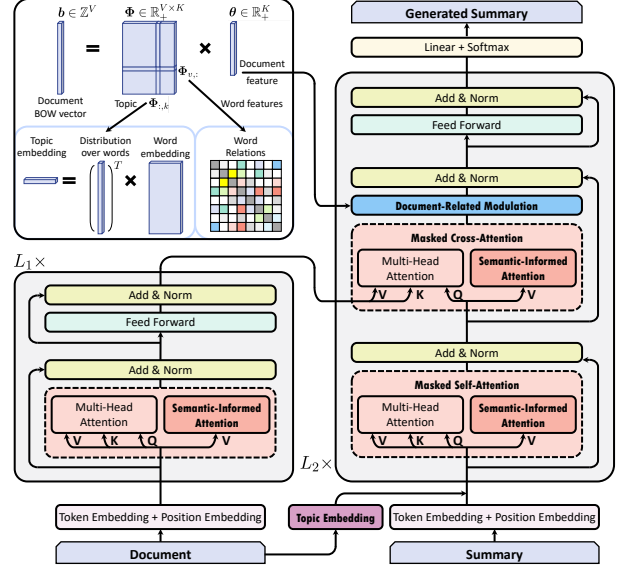 b ∈ ℤ^V
=
Φ ∈ ℝ₊^{V×K}
×
θ ∈ ℝ₊^K
Φ_{v,:}
Document
feature
Document
BOW vector
Topic Φ_{:,k}
Word features
Topic
embedding
=
Distribution
over words
T
×
Word
embedding
Word
Relations
L₁×
Add & Norm
Feed Forward
Add & Norm
Multi-Head
Attention
Semantic-Informed
Attention
V K Q V
Token Embedding + Position Embedding
Document
Topic Embedding
Generated Summary
Linear + Softmax
Add & Norm
Feed Forward
Add & Norm
Document-Related Modulation
Masked Cross-Attention
Multi-Head
Attention
Semantic-Informed
Attention
V K Q V
Add & Norm
Masked Self-Attention
Multi-Head
Attention
Semantic-Informed
Attention
V K Q V
L₂×
Token Embedding + Position Embedding
Summary